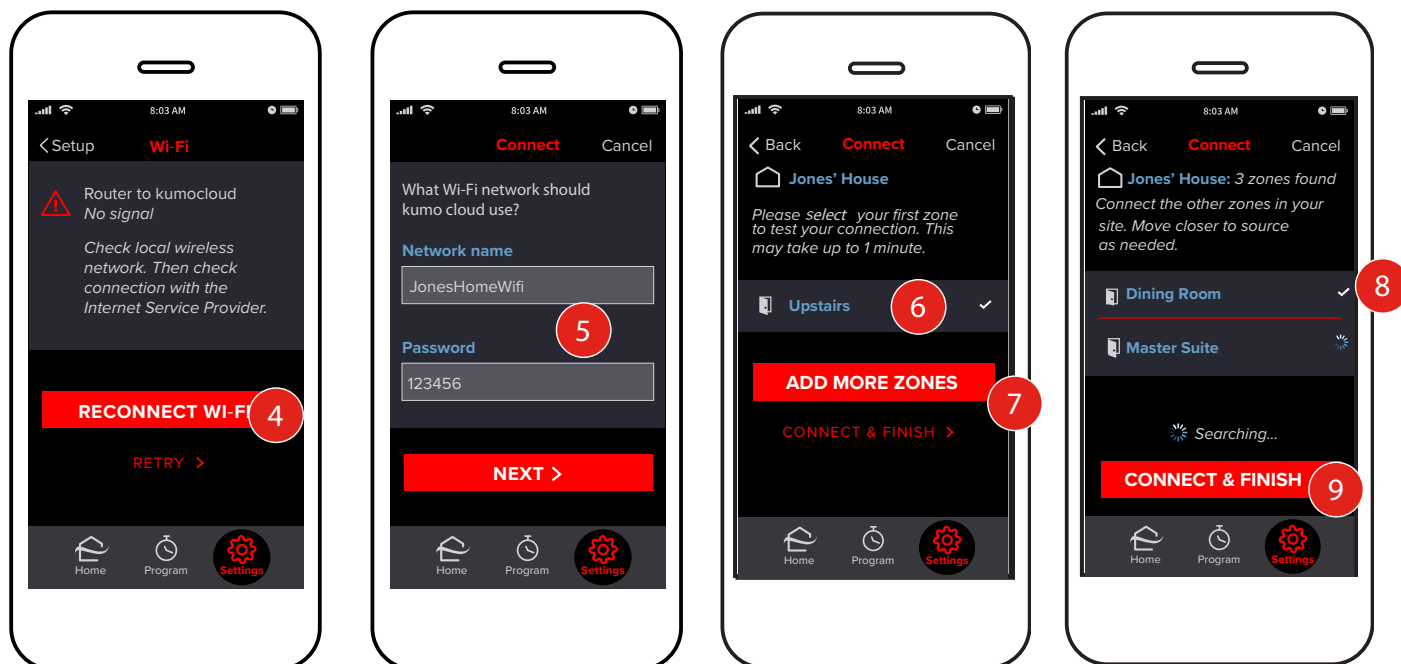 8:03 AM
Setup
Wi-Fi
Router to kumocloud
No signal
Check local wireless
network. Then check
connection with the
Internet Service Provider.
RECONNECT WI-FI
4
RETRY >
Home
Program
Settings
8:03 AM
Connect
Cancel
What Wi-Fi network should
kumo cloud use?
Network name
JonesHomeWifi
5
Password
123456
NEXT >
Home
Program
Settings
8:03 AM
Back
Connect
Cancel
Jones’ House
Please select your first zone
to test your connection. This
may take up to 1 minute.
Upstairs
6
ADD MORE ZONES
7
CONNECT & FINISH >
Home
Program
Settings
8:03 AM
Back
Connect
Cancel
Jones’ House: 3 zones found
Connect the other zones in your
site. Move closer to source
as needed.
Dining Room
8
Master Suite
Searching...
CONNECT & FINISH
9
Home
Program
Settings